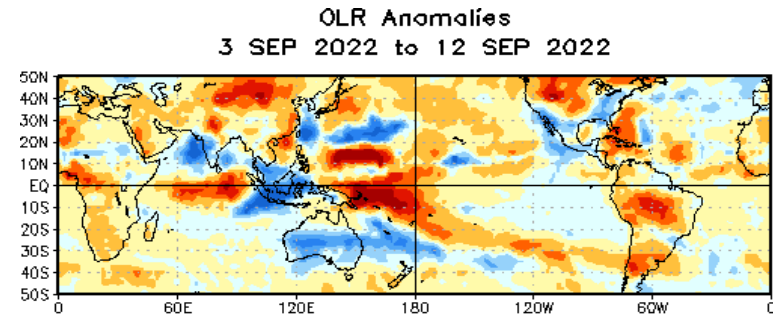 OLR Anomalies
3 SEP 2022 to 12 SEP 2022
50N
40N
30N
20N
10N
EQ
10S
20S
30S
40S
50S
0 60E 120E 180 120W 60W 0